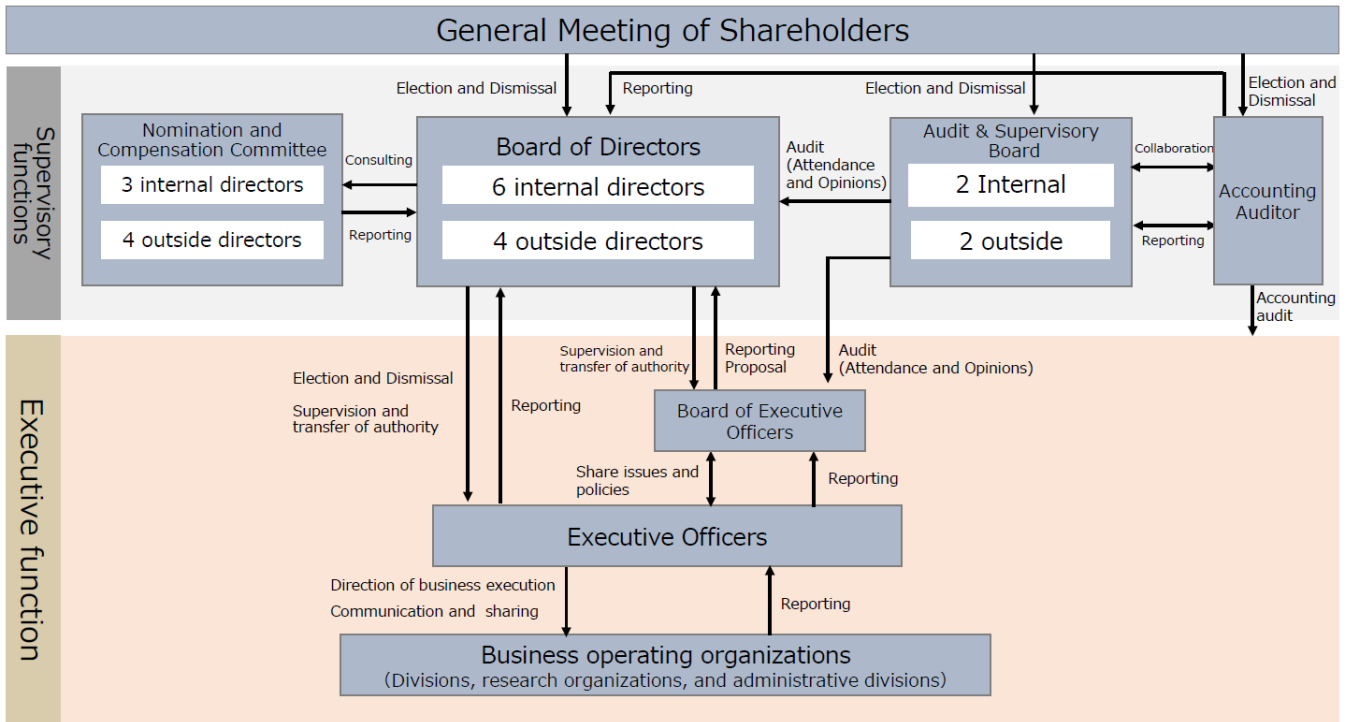 General Meeting of Shareholders
Supervisory
functions
Election and Dismissal
Reporting
Election and Dismissal
Election and
Dismissal
Nomination and
Compensation Committee
3 internal directors
4 outside directors
Consulting
Reporting
Board of Directors
6 internal directors
4 outside directors
Audit
(Attendance
and Opinions)
Audit & Supervisory
Board
2 Internal
2 outside
Collaboration
Reporting
Accounting
Auditor
Accounting
audit
Executive function
Election and Dismissal
Supervision and
transfer of authority
Reporting
Supervision and
transfer of authority
Reporting
Proposal
Audit
(Attendance and Opinions)
Board of Executive
Officers
Share issues and
policies
Reporting
Executive Officers
Direction of business execution
Communication and sharing
Reporting
Business operating organizations
(Divisions, research organizations, and administrative divisions)